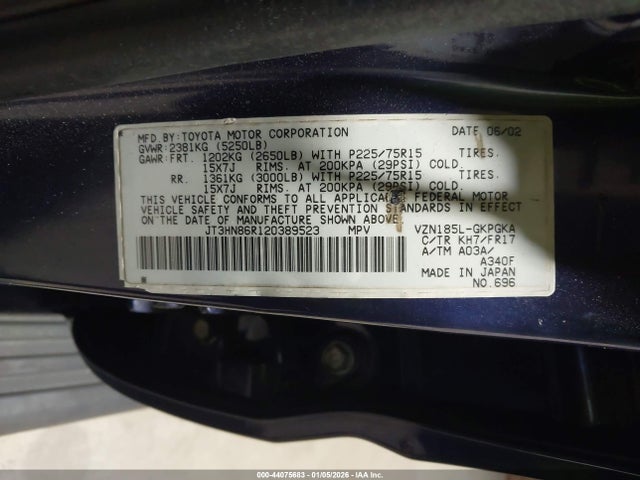 MFD. BY: TOYOTA MOTOR CORPORATION DATE 06/02
GVWR: 2381KG (5250LB)
GAWR: FRT. 1202KG (2650LB) WITH P225/75R15 TIRES.
15X7J RIMS. AT 200KPA (29PSI) COLD.
RR. 1361KG (3000LB) WITH P225/75R15 TIRES.
15X7J RIMS. AT 200KPA (29PSI) COLD.
THIS VEHICLE CONFORMS TO ALL APPLICABLE FEDERAL MOTOR
VEHICLE SAFETY AND THEFT PREVENTION STANDARDS IN EFFECT
ON THE DATE OF MANUFACTURE SHOWN ABOVE.
JT3HN86R120389523 MPV VZN185L-GKPGKA
C/TR KH7/FR17
A/TM A03A/
A340F
MADE IN JAPAN
NO.696
000-44075663 | 01/05/2026 - IAA Inc.